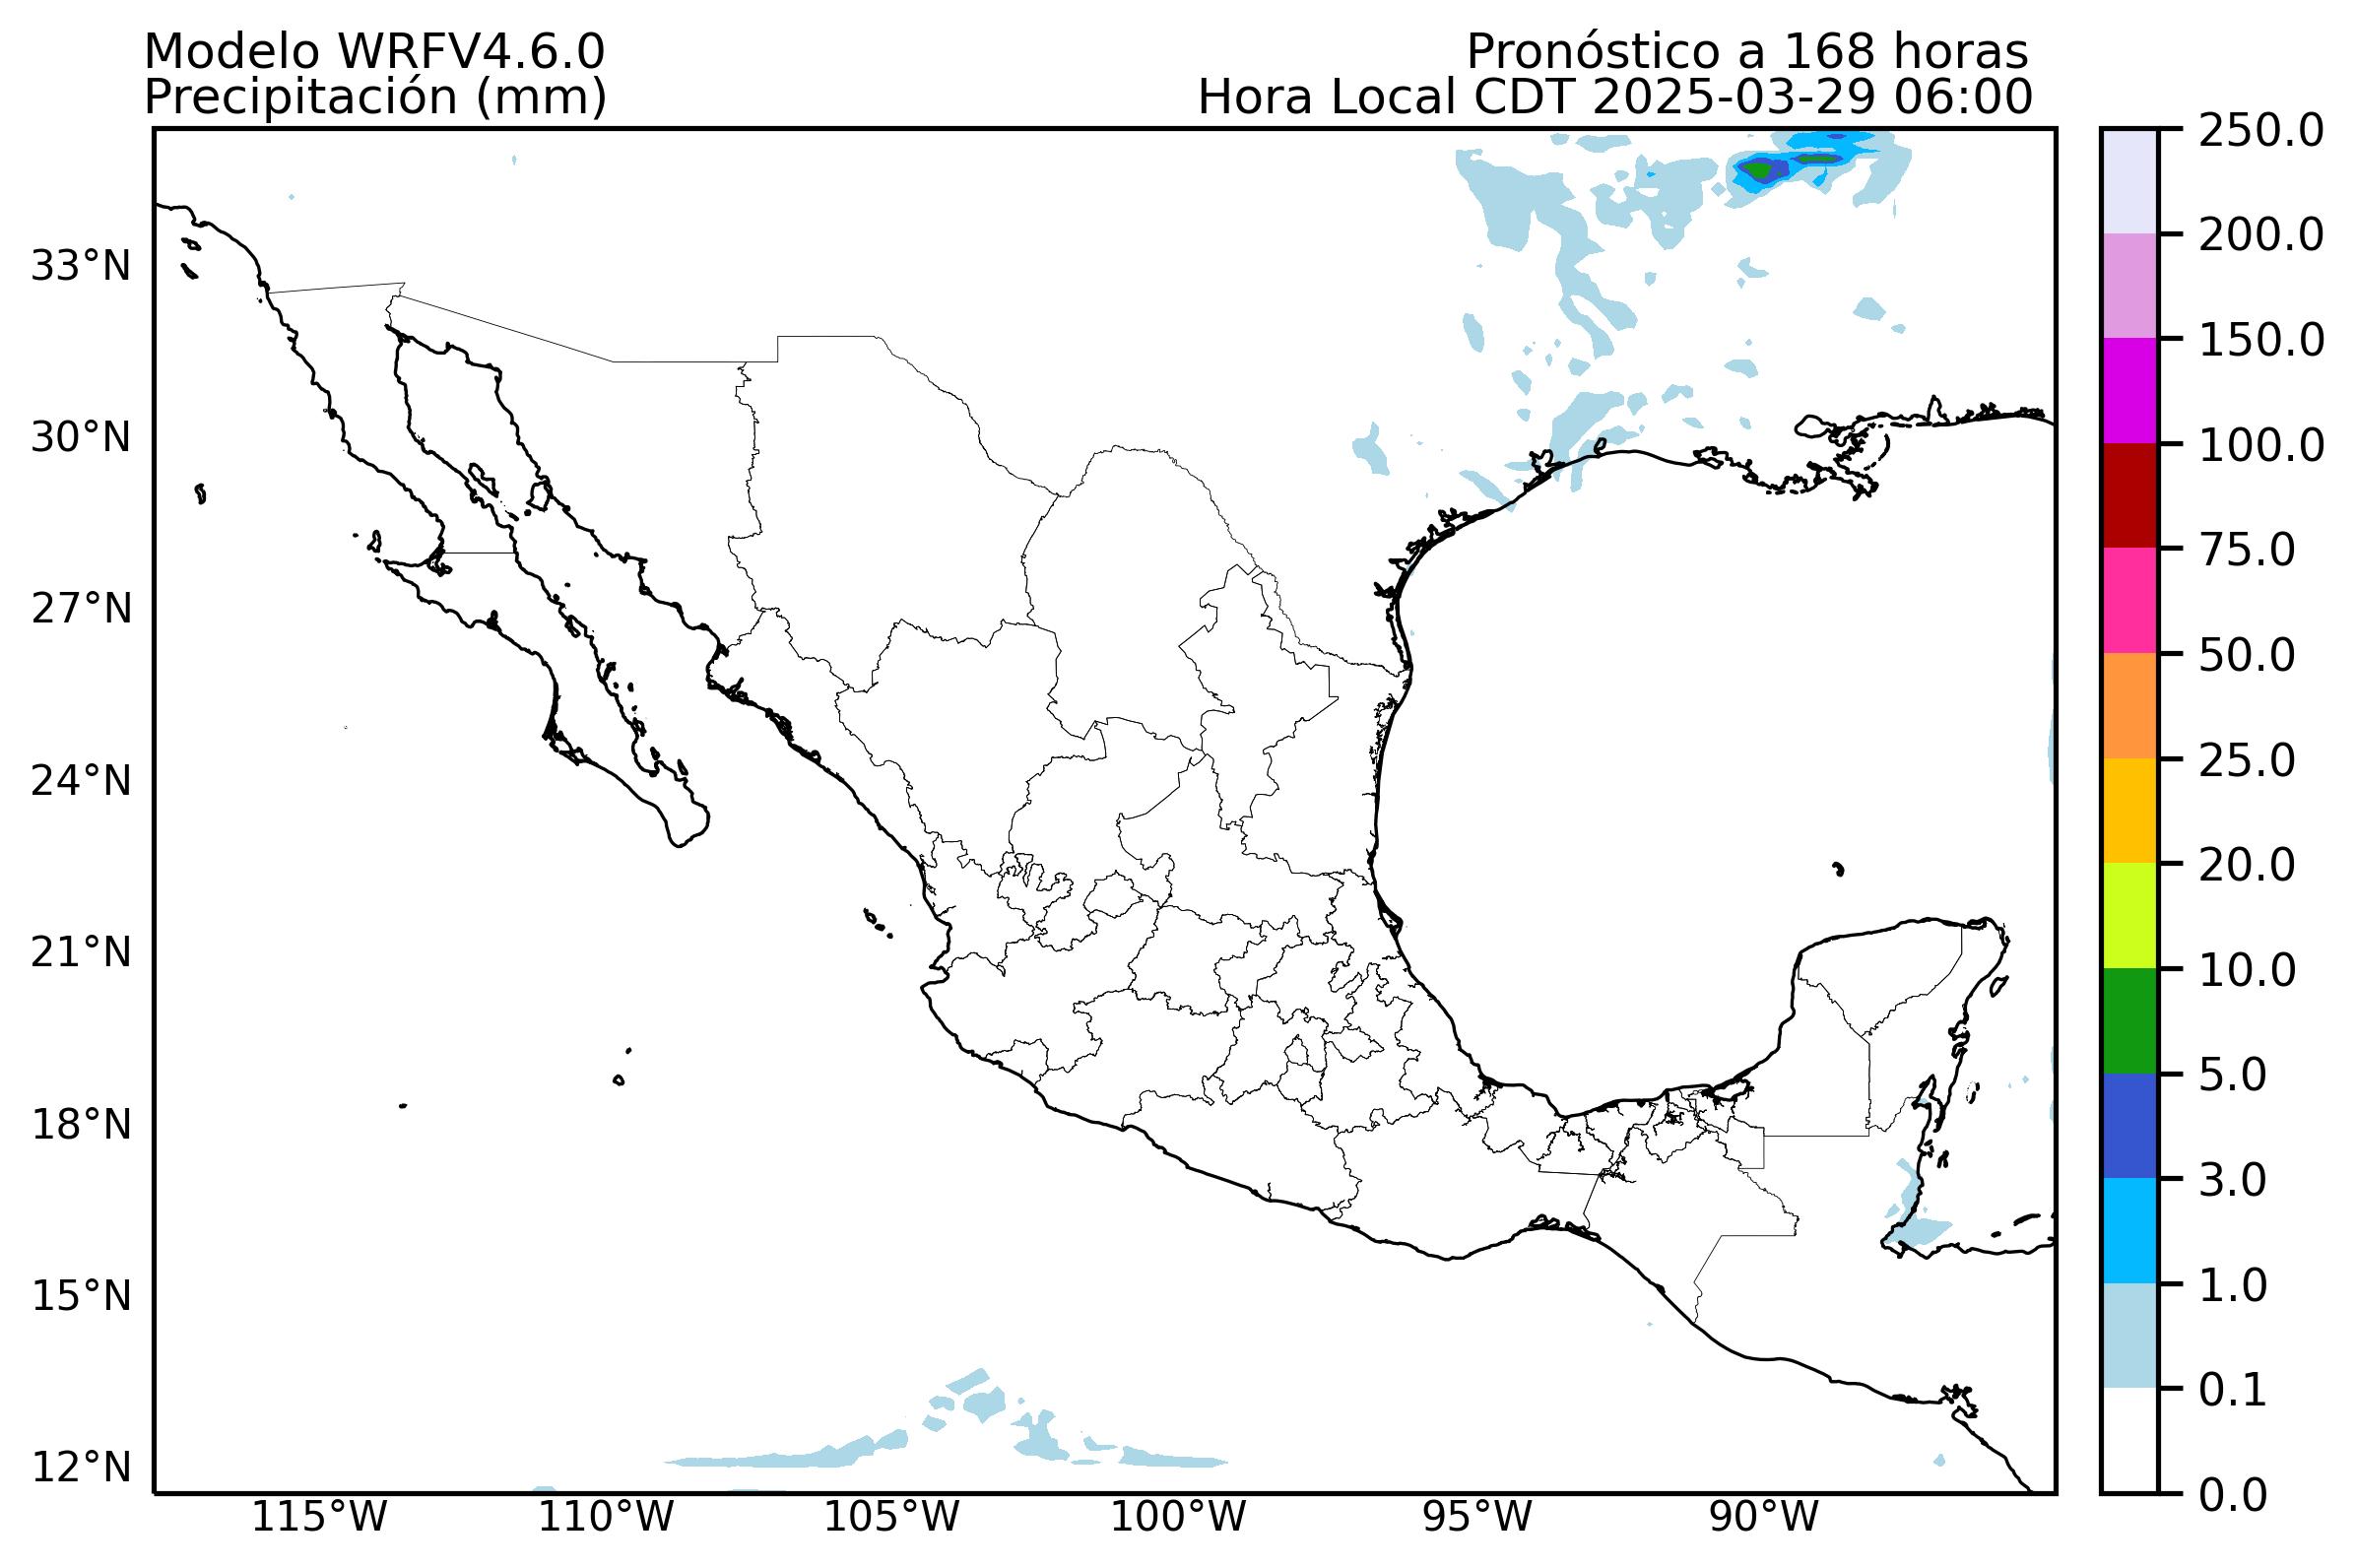 Modelo WRFV4.6.0
Precipitación (mm)
Pronóstico a 168 horas
Hora Local CDT 2025-03-29 06:00
33°N
30°N
27°N
24°N
21°N
18°N
15°N
12°N
115°W
110°W
105°W
100°W
95°W
90°W
250.0
200.0
150.0
100.0
75.0
50.0
25.0
20.0
10.0
5.0
3.0
1.0
0.1
0.0